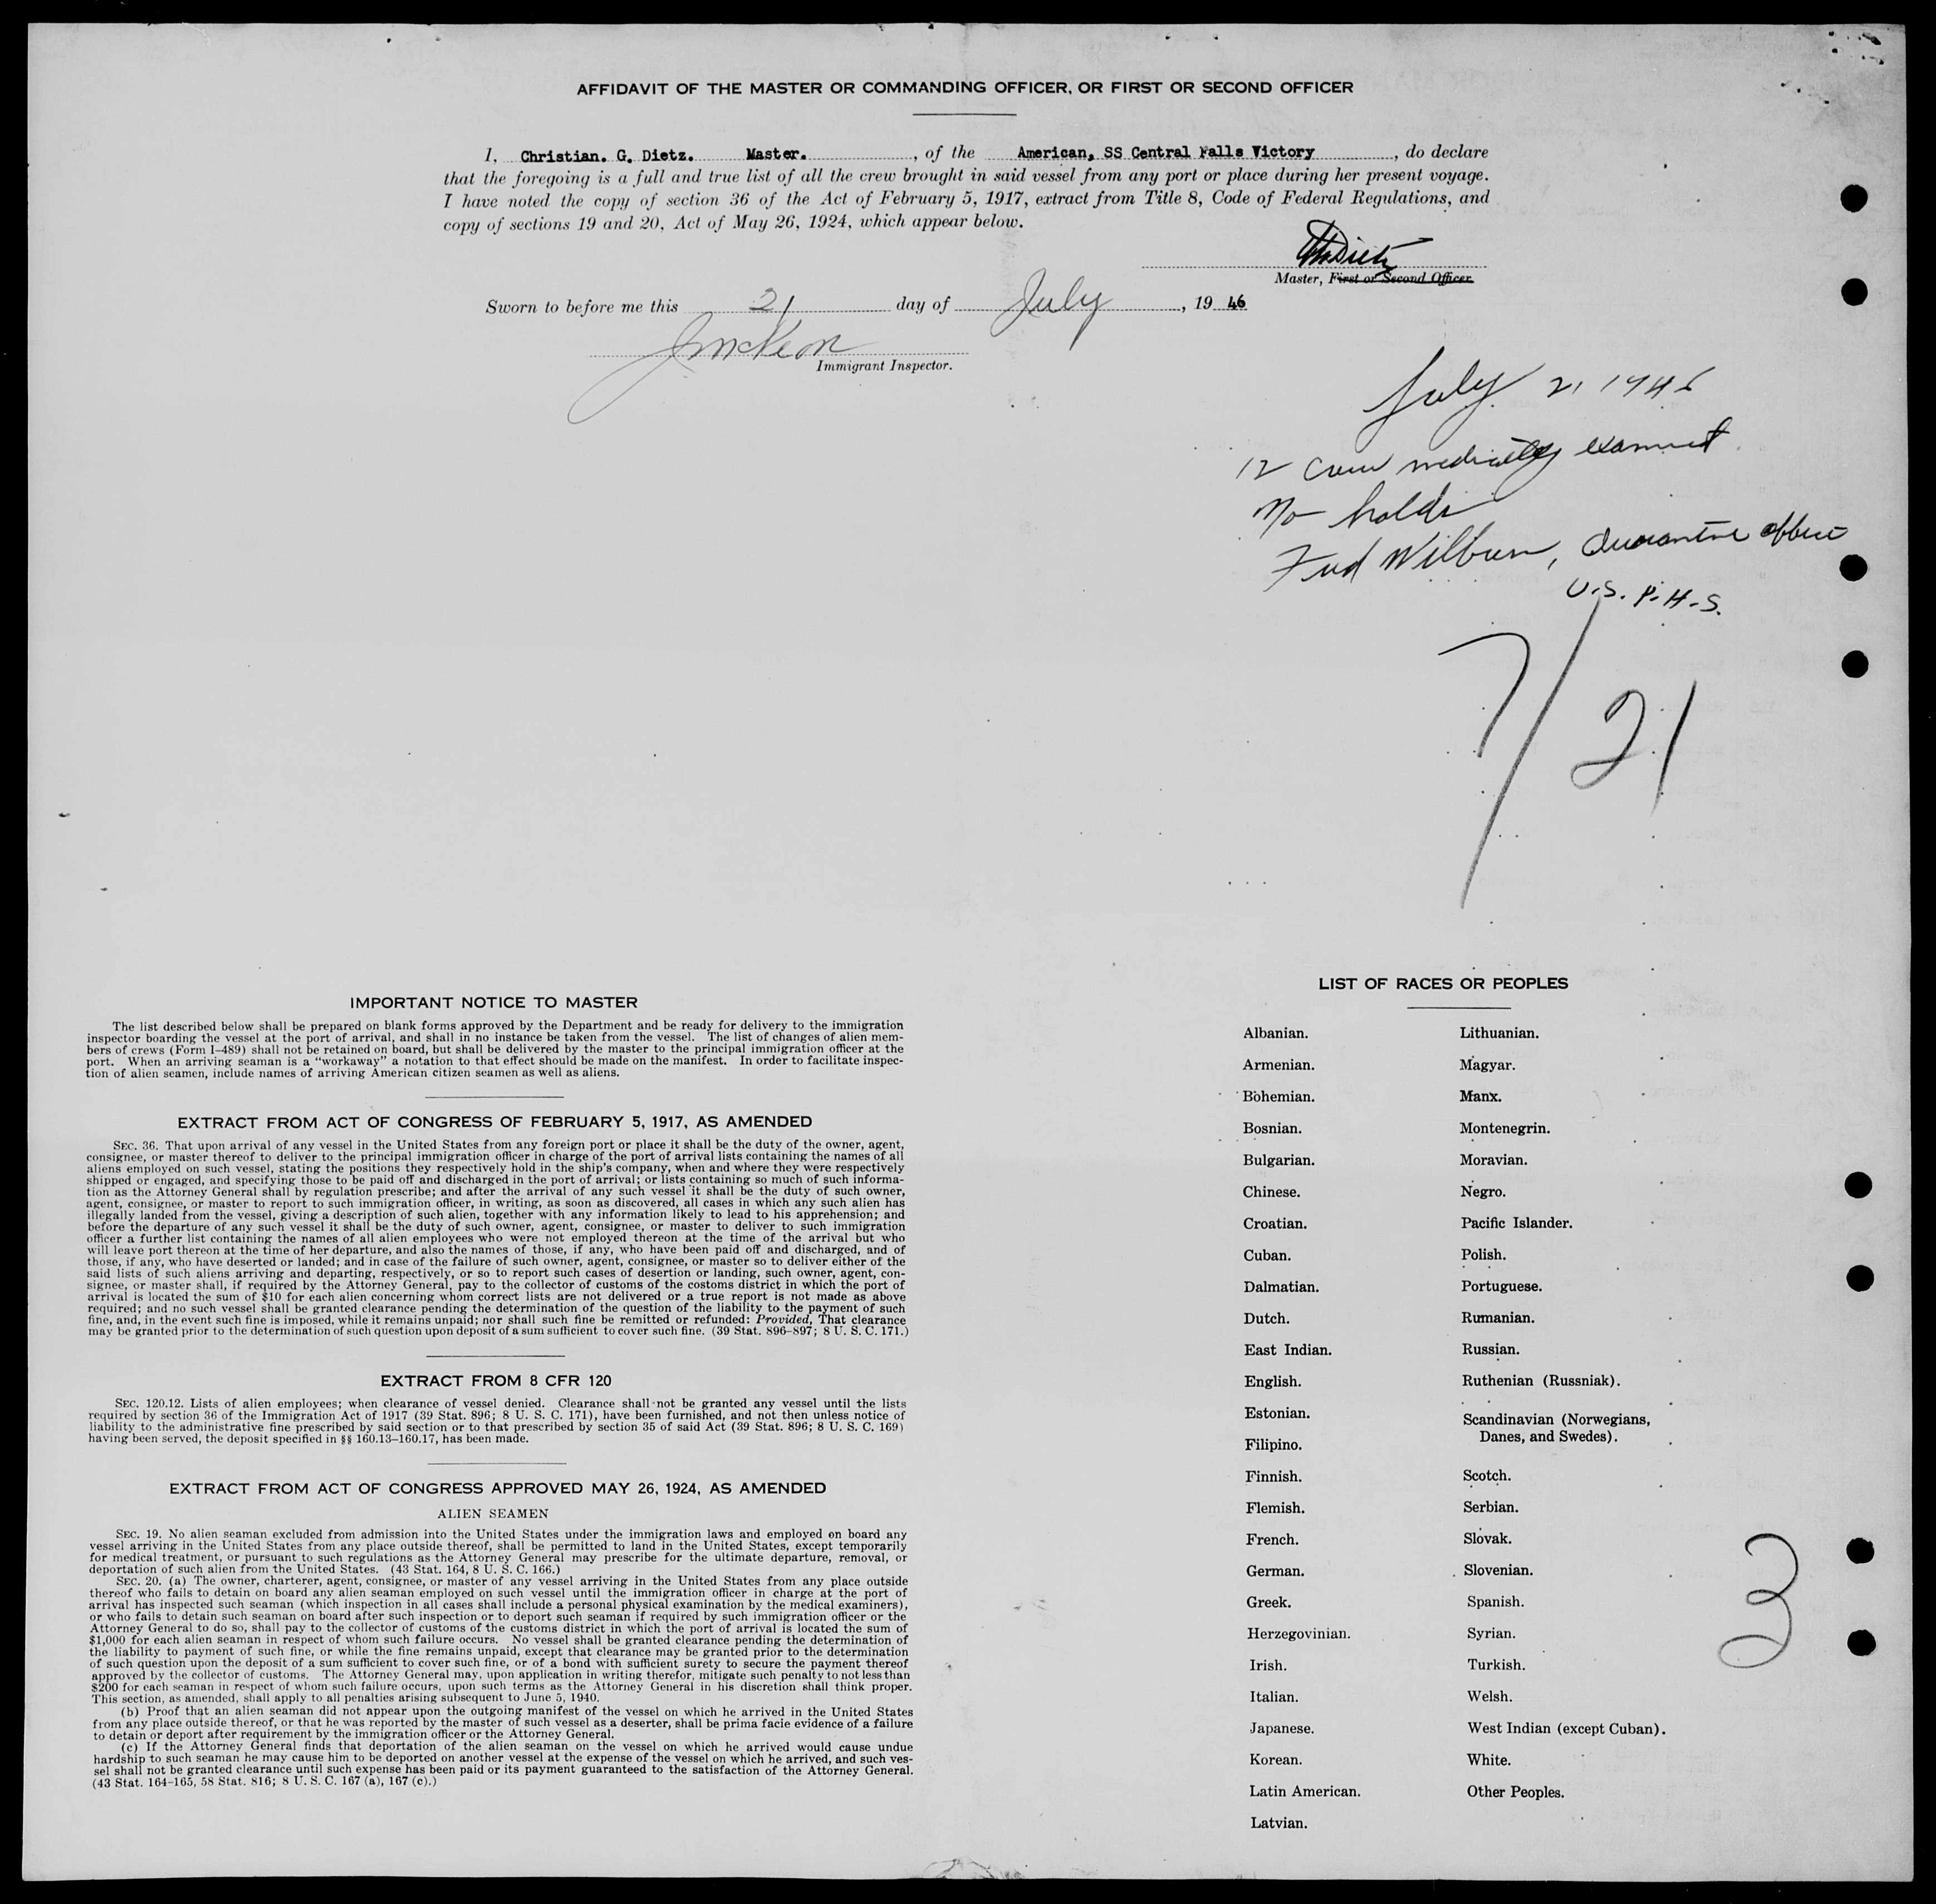 AFFIDAVIT OF THE MASTER OR COMMANDING OFFICER, OR FIRST OR SECOND OFFICER
I, Christian. G. Dietz. Master. , of the American, SS Central Falls Victory , do declare
that the foregoing is a full and true list of all the crew brought in said vessel from any port or place during her present voyage.
I have noted the copy of section 36 of the Act of February 5, 1917, extract from Title 8, Code of Federal Regulations, and
copy of sections 19 and 20, Act of May 26, 1924, which appear below.
Dietz
Master, First or Second Officer.
Sworn to before me this 21 day of July , 19 46
J McKeon
Immigrant Inspector.
July 21 1946
12 crew medically examined
No holds
Fred Wilburn, Quarantine officer
U.S. P.H.S.
7/21
IMPORTANT NOTICE TO MASTER
The list described below shall be prepared on blank forms approved by the Department and be ready for delivery to the immigration
inspector boarding the vessel at the port of arrival, and shall in no instance be taken from the vessel. The list of changes of alien mem-
bers of crews (Form I-489) shall not be retained on board, but shall be delivered by the master to the principal immigration officer at the
port. When an arriving seaman is a "workaway" a notation to that effect should be made on the manifest. In order to facilitate inspec-
tion of alien seamen, include names of arriving American citizen seamen as well as aliens.
EXTRACT FROM ACT OF CONGRESS OF FEBRUARY 5, 1917, AS AMENDED
SEC. 36. That upon arrival of any vessel in the United States from any foreign port or place it shall be the duty of the owner, agent,
consignee, or master thereof to deliver to the principal immigration officer in charge of the port of arrival lists containing the names of all
aliens employed on such vessel, stating the positions they respectively hold in the ship's company, when and where they were respectively
shipped or engaged, and specifying those to be paid off and discharged in the port of arrival; or lists containing so much of such informa-
tion as the Attorney General shall by regulation prescribe; and after the arrival of any such vessel it shall be the duty of such owner,
agent, consignee, or master to report to such immigration officer, in writing, as soon as discovered, all cases in which any such alien has
illegally landed from the vessel, giving a description of such alien, together with any information likely to lead to his apprehension; and
before the departure of any such vessel it shall be the duty of such owner, agent, consignee, or master to deliver to such immigration
officer a further list containing the names of all alien employees who were not employed thereon at the time of the arrival but who
will leave port thereon at the time of her departure, and also the names of those, if any, who have been paid off and discharged, and of
those, if any, who have deserted or landed; and in case of the failure of such owner, agent, consignee, or master so to deliver either of the
said lists of such aliens arriving and departing, respectively, or so to report such cases of desertion or landing, such owner, agent, con-
signee, or master shall, if required by the Attorney General, pay to the collector of customs of the costoms district in which the port of
arrival is located the sum of $10 for each alien concerning whom correct lists are not delivered or a true report is not made as above
required; and no such vessel shall be granted clearance pending the determination of the question of the liability to the payment of such
fine, and, in the event such fine is imposed, while it remains unpaid; nor shall such fine be remitted or refunded: Provided, That clearance
may be granted prior to the determination of such question upon deposit of a sum sufficient to cover such fine. (39 Stat. 896-897; 8 U. S. C. 171.)
EXTRACT FROM 8 CFR 120
SEC. 120.12. Lists of alien employees; when clearance of vessel denied. Clearance shall not be granted any vessel until the lists
required by section 36 of the Immigration Act of 1917 (39 Stat. 896; 8 U. S. C. 171), have been furnished, and not then unless notice of
liability to the administrative fine prescribed by said section or to that prescribed by section 35 of said Act (39 Stat. 896; 8 U. S. C. 169)
having been served, the deposit specified in §§ 160.13-160.17, has been made.
EXTRACT FROM ACT OF CONGRESS APPROVED MAY 26, 1924, AS AMENDED
ALIEN SEAMEN
SEC. 19. No alien seaman excluded from admission into the United States under the immigration laws and employed on board any
vessel arriving in the United States from any place outside thereof, shall be permitted to land in the United States, except temporarily
for medical treatment, or pursuant to such regulations as the Attorney General may prescribe for the ultimate departure, removal, or
deportation of such alien from the United States. (43 Stat. 164, 8 U. S. C. 166.)
SEC. 20. (a) The owner, charterer, agent, consignee, or master of any vessel arriving in the United States from any place outside
thereof who fails to detain on board any alien seaman employed on such vessel until the immigration officer in charge at the port of
arrival has inspected such seaman (which inspection in all cases shall include a personal physical examination by the medical examiners),
or who fails to detain such seaman on board after such inspection or to deport such seaman if required by such immigration officer or the
Attorney General to do so, shall pay to the collector of customs of the customs district in which the port of arrival is located the sum of
$1,000 for each alien seaman in respect of whom such failure occurs. No vessel shall be granted clearance pending the determination of
the liability to payment of such fine, or while the fine remains unpaid, except that clearance may be granted prior to the determination
of such question upon the deposit of a sum sufficient to cover such fine, or of a bond with sufficient surety to secure the payment thereof
approved by the collector of customs. The Attorney General may, upon application in writing therefor, mitigate such penalty to not less than
$200 for each seaman in respect of whom such failure occurs, upon such terms as the Attorney General in his discretion shall think proper.
This section, as amended, shall apply to all penalties arising subsequent to June 5, 1940.
(b) Proof that an alien seaman did not appear upon the outgoing manifest of the vessel on which he arrived in the United States
from any place outside thereof, or that he was reported by the master of such vessel as a deserter, shall be prima facie evidence of a failure
to detain or deport after requirement by the immigration officer or the Attorney General.
(c) If the Attorney General finds that deportation of the alien seaman on the vessel on which he arrived would cause undue
hardship to such seaman he may cause him to be deported on another vessel at the expense of the vessel on which he arrived, and such ves-
sel shall not be granted clearance until such expense has been paid or its payment guaranteed to the satisfaction of the Attorney General.
(43 Stat. 164-165, 58 Stat. 816; 8 U. S. C. 167 (a), 167 (c).)
LIST OF RACES OR PEOPLES
Albanian.
Armenian.
Bohemian.
Bosnian.
Bulgarian.
Chinese.
Croatian.
Cuban.
Dalmatian.
Dutch.
East Indian.
English.
Estonian.
Filipino.
Finnish.
Flemish.
French.
German.
Greek.
Herzegovinian.
Irish.
Italian.
Japanese.
Korean.
Latin American.
Latvian.
Lithuanian.
Magyar.
Manx.
Montenegrin.
Moravian.
Negro.
Pacific Islander.
Polish.
Portuguese.
Rumanian.
Russian.
Ruthenian (Russniak).
Scandinavian (Norwegians,
Danes, and Swedes).
Scotch.
Serbian.
Slovak.
Slovenian.
Spanish.
Syrian.
Turkish.
Welsh.
West Indian (except Cuban).
White.
Other Peoples.
3